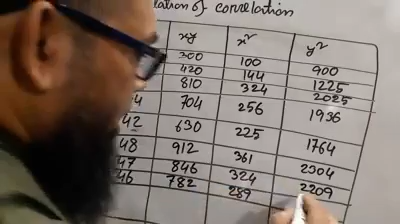 lation of correlation
xy x² y²
300 100 900
420 144 1225
810 324 2025
4 704 256 1936
42 630 225 1764
48 912 361 2304
47 846 324 2209
46 782 289